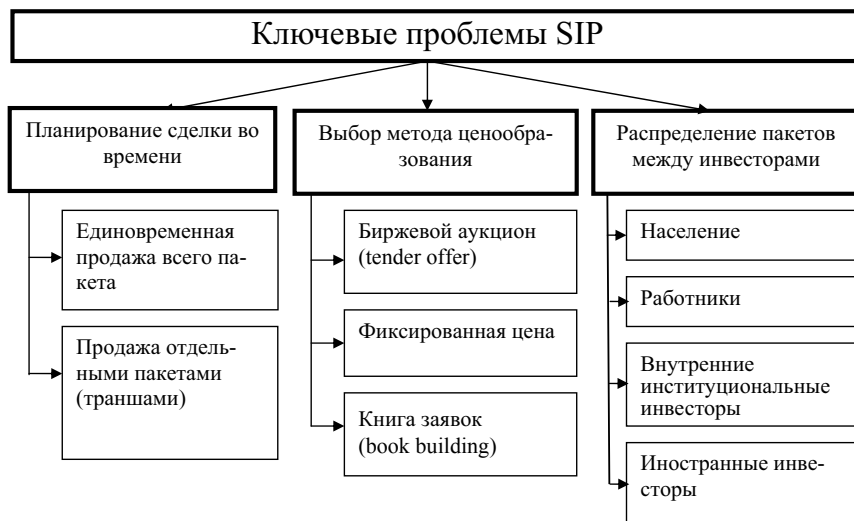 Ключевые проблемы SIP
Планирование сделки во
времени
Единовременная
продажа всего па-
кета
Продажа отдель-
ными пакетами
(траншами)
Выбор метода ценообра-
зования
Биржевой аукцион
(tender offer)
Фиксированная цена
Книга заявок
(book building)
Распределение пакетов
между инвесторами
Население
Работники
Внутренние
институциональные
инвесторы
Иностранные инве-
сторы